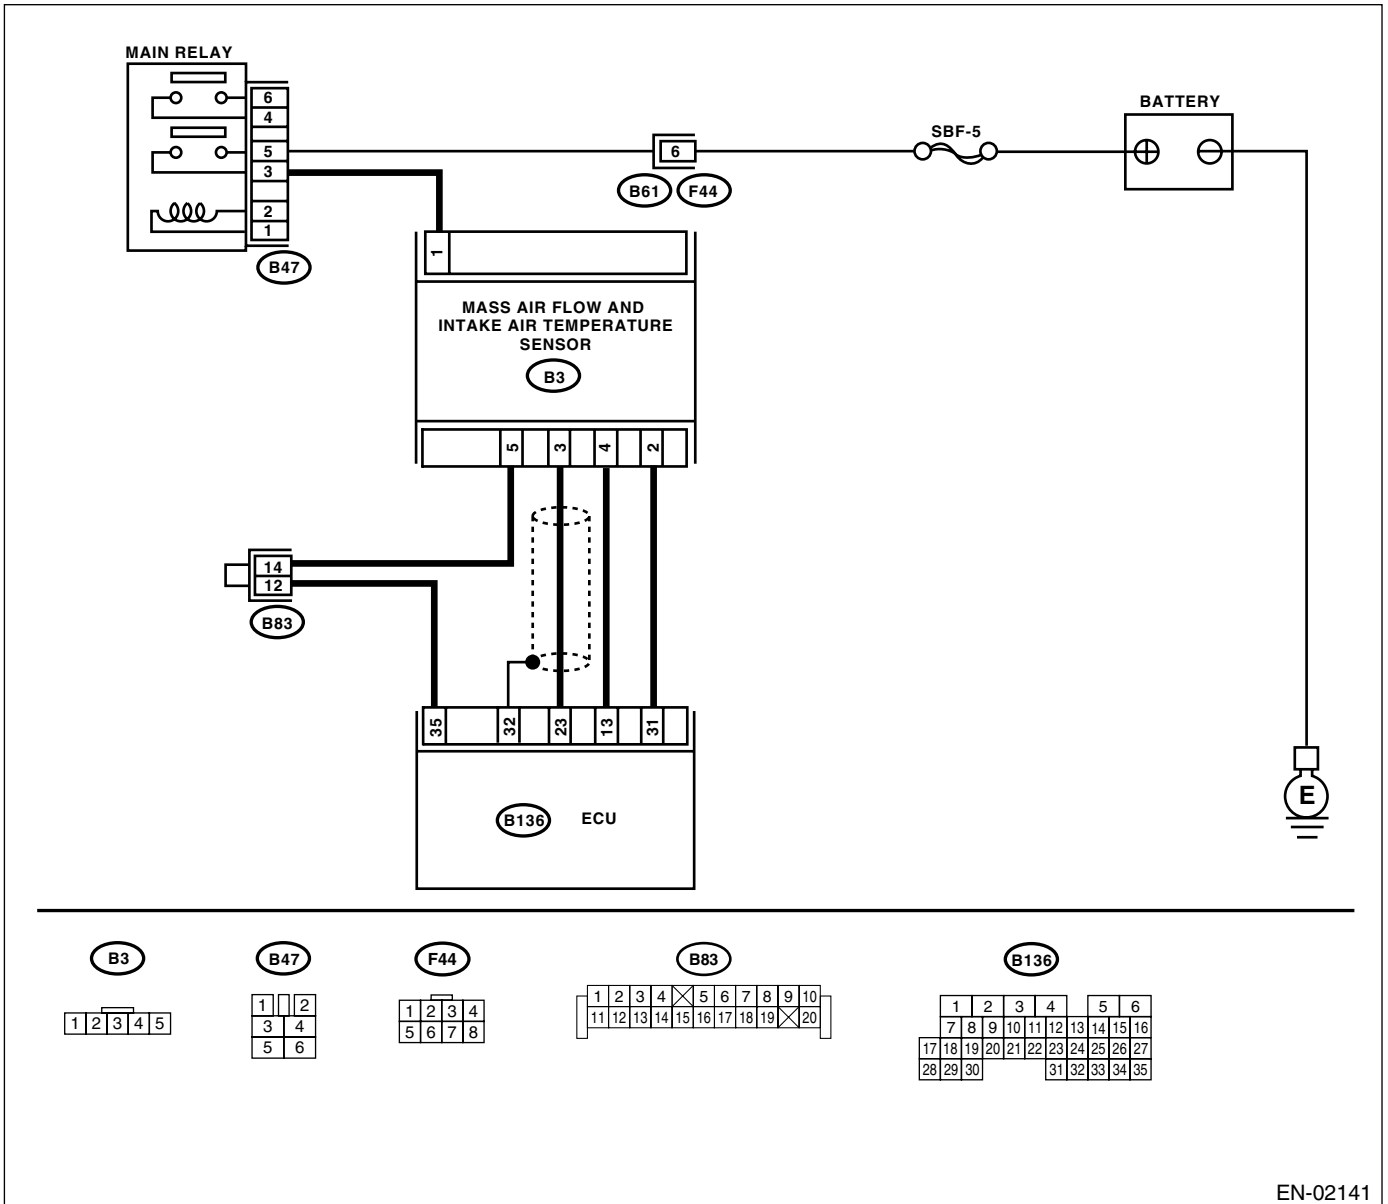 MAIN RELAY
6
4
5
3
2
1
B47
6
B61 F44
SBF-5
BATTERY
E
1
MASS AIR FLOW AND
INTAKE AIR TEMPERATURE
SENSOR
B3
5 3 4 2
14
12
B83
35 32 23 13 31
B136 ECU
B3
1 2 3 4 5
B47
1 2
3 4
5 6
F44
1 2 3 4
5 6 7 8
B83
1 2 3 4 5 6 7 8 9 10
11 12 13 14 15 16 17 18 19 20
B136
1 2 3 4 5 6
7 8 9 10 11 12 13 14 15 16
17 18 19 20 21 22 23 24 25 26 27
28 29 30 31 32 33 34 35
EN-02141